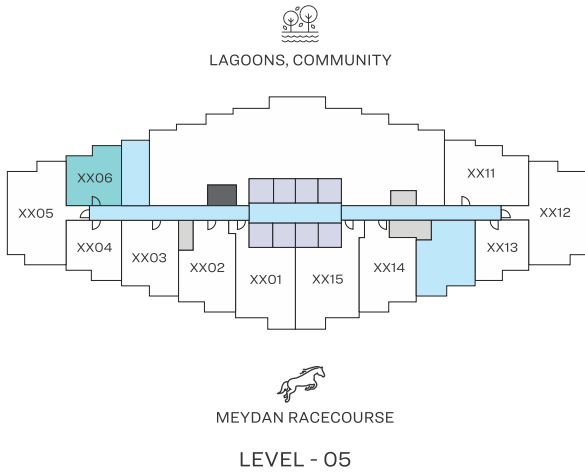 LAGOONS, COMMUNITY
XX06
XX11
XX05
XX12
XX04
XX13
XX03
XX02
XX14
XX01
XX15
MEYDAN RACECOURSE
LEVEL - 05